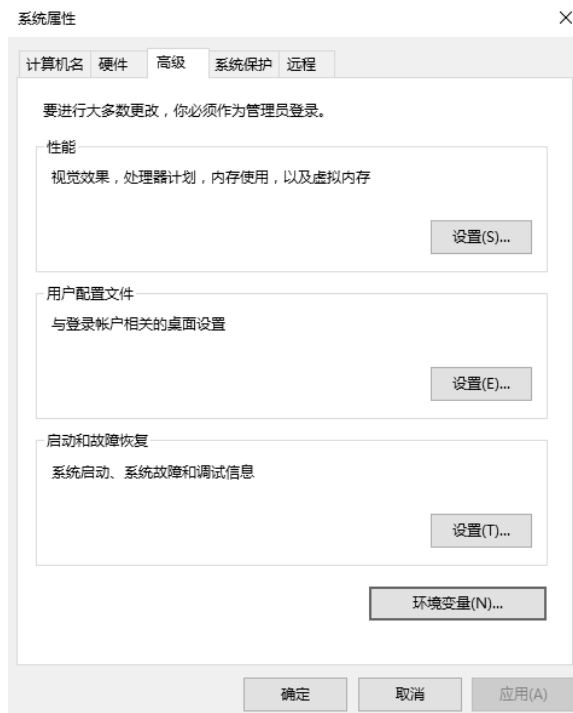 系统属性
计算机名 硬件 高级 系统保护 远程
要进行大多数更改，你必须作为管理员登录。
性能
视觉效果，处理器计划，内存使用，以及虚拟内存
设置(S)...
用户配置文件
与登录帐户相关的桌面设置
设置(E)...
启动和故障恢复
系统启动、系统故障和调试信息
设置(T)...
环境变量(N)...
确定 取消 应用(A)